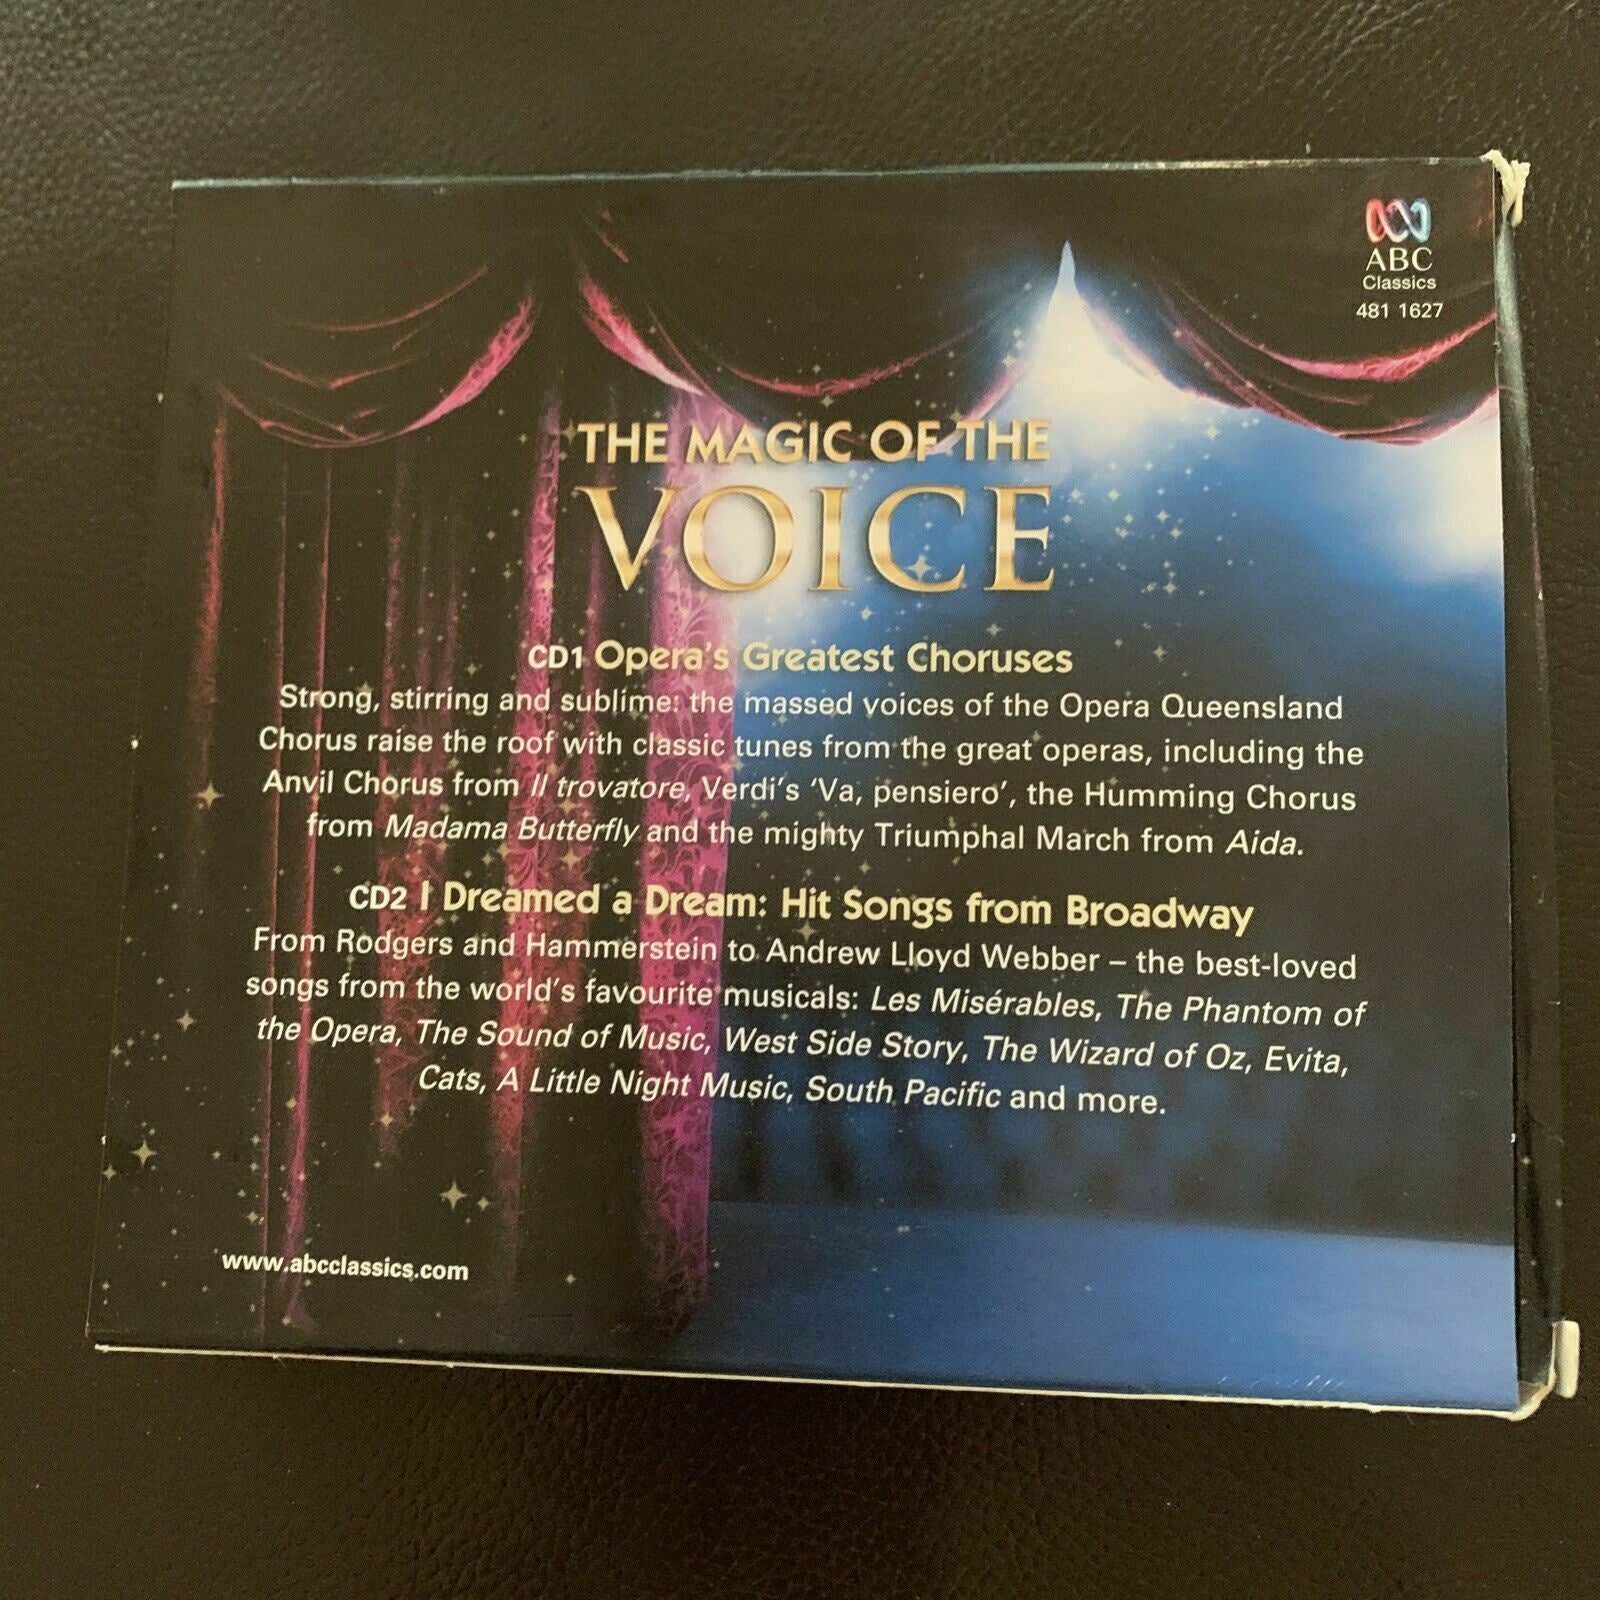 ABC
Classics
481 1627
THE MAGIC OF THE
VOICE
CD1 Opera's Greatest Choruses
Strong, stirring and sublime: the massed voices of the Opera Queensland
Chorus raise the roof with classic tunes from the great operas, including the
Anvil Chorus from Il trovatore, Verdi's 'Va, pensiero', the Humming Chorus
from Madama Butterfly and the mighty Triumphal March from Aida.
CD2 I Dreamed a Dream: Hit Songs from Broadway
From Rodgers and Hammerstein to Andrew Lloyd Webber – the best-loved
songs from the world's favourite musicals: Les Misérables, The Phantom of
the Opera, The Sound of Music, West Side Story, The Wizard of Oz, Evita,
Cats, A Little Night Music, South Pacific and more.
www.abcclassics.com